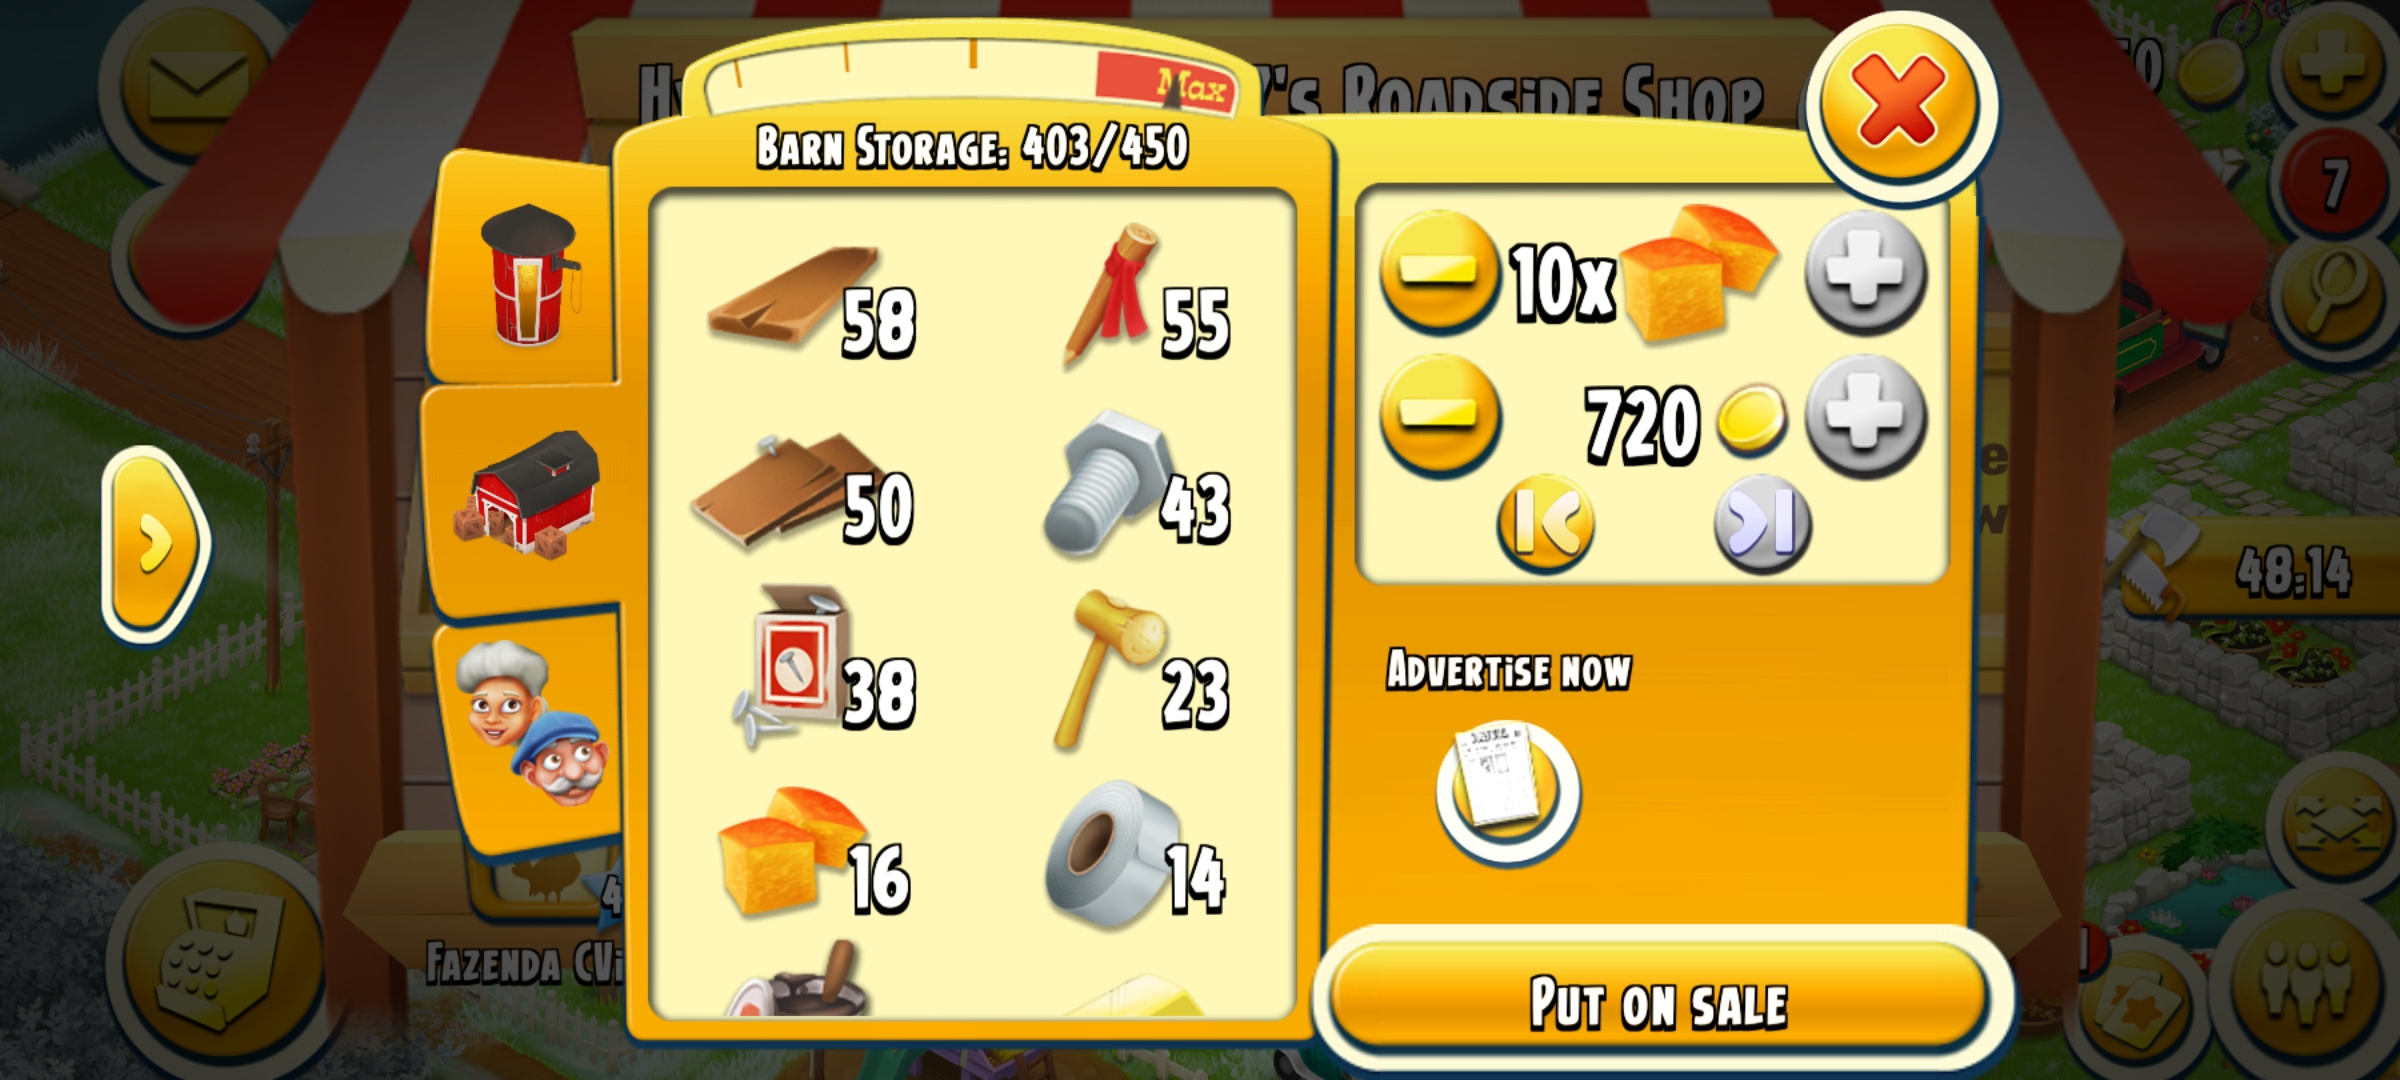 's Roadside Shop
Max
Barn Storage: 403/450
7
58
55
10x
720
50
43
48:14
38
23
Advertise now
16
14
Fazenda
Put on sale